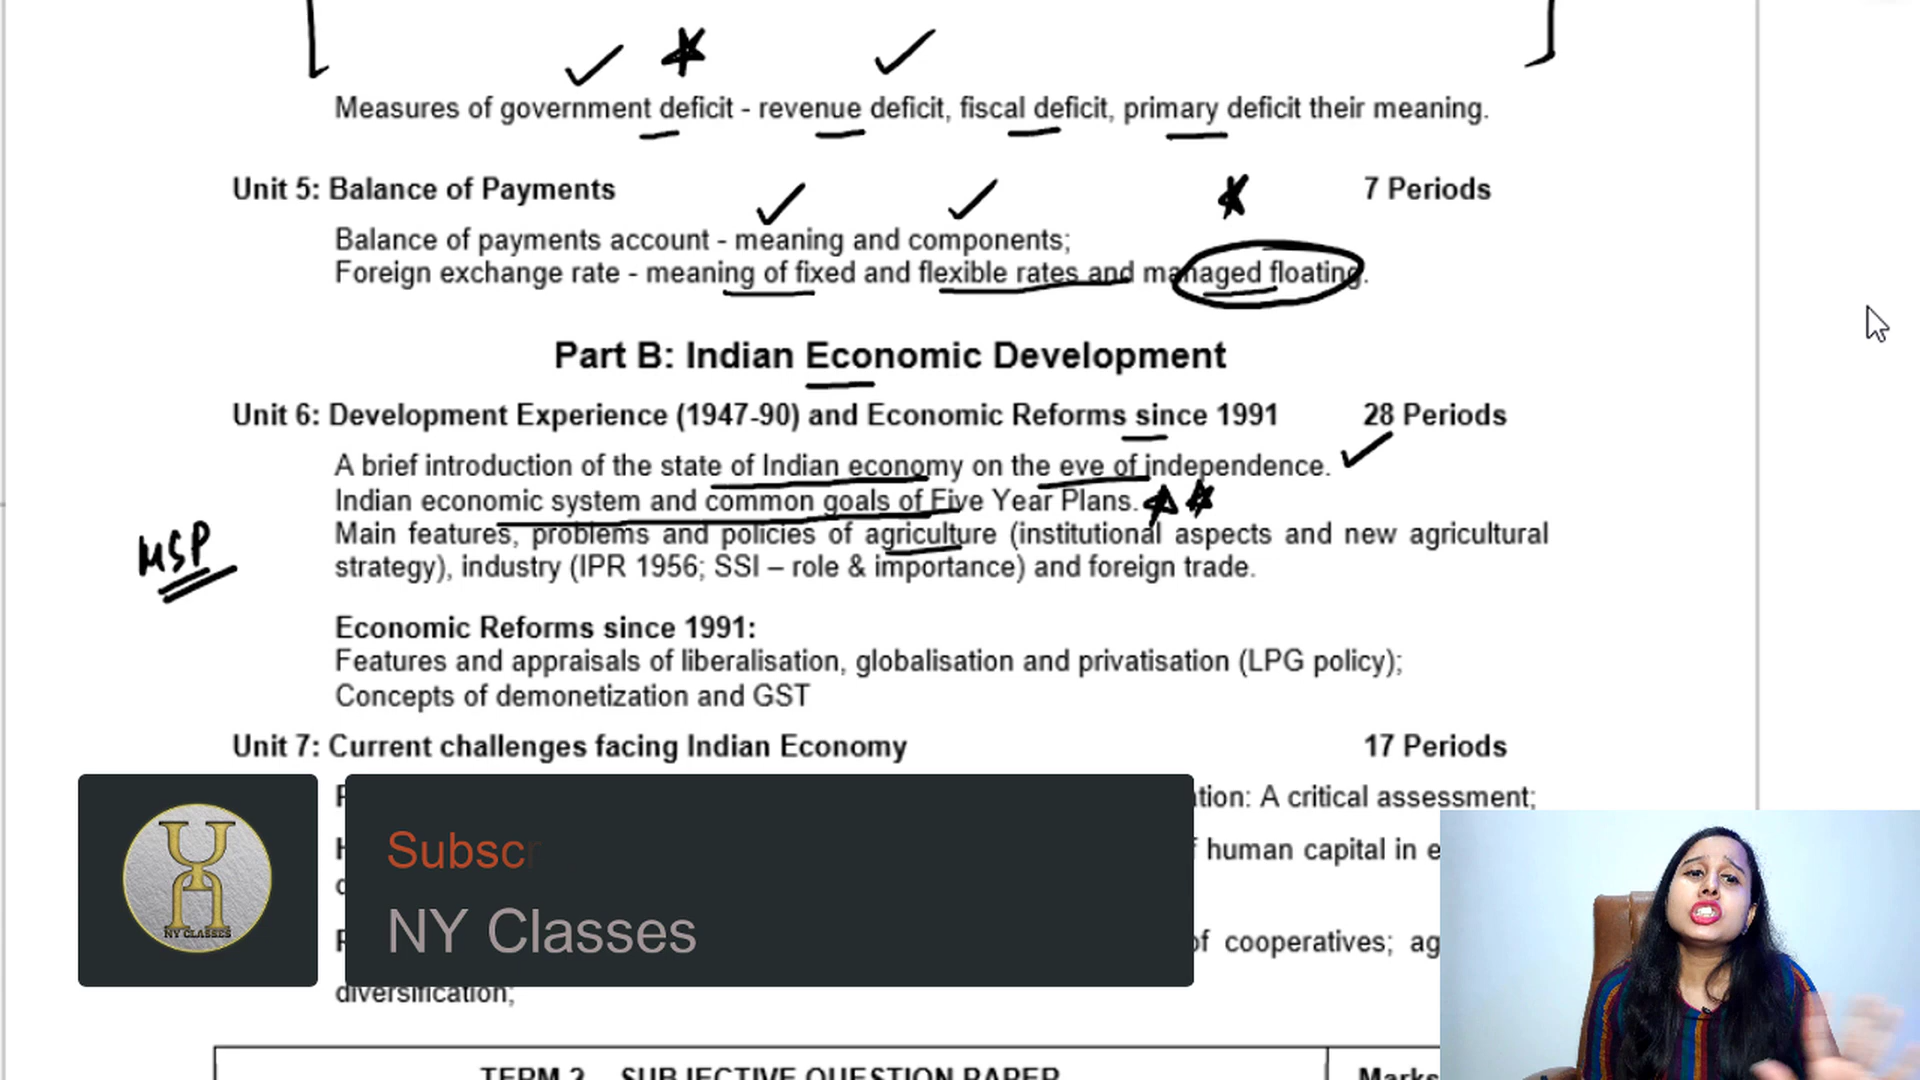 Measures of government deficit - revenue deficit, fiscal deficit, primary deficit their meaning.
Unit 5: Balance of Payments 7 Periods
Balance of payments account - meaning and components;
Foreign exchange rate - meaning of fixed and flexible rates and managed floating.
Part B: Indian Economic Development
Unit 6: Development Experience (1947-90) and Economic Reforms since 1991 28 Periods
A brief introduction of the state of Indian economy on the eve of independence.
Indian economic system and common goals of Five Year Plans.
MSP
Main features, problems and policies of agriculture (institutional aspects and new agricultural
strategy), industry (IPR 1956; SSI – role & importance) and foreign trade.
Economic Reforms since 1991:
Features and appraisals of liberalisation, globalisation and privatisation (LPG policy);
Concepts of demonetization and GST
Unit 7: Current challenges facing Indian Economy 17 Periods
tion: A critical assessment;
Subscr
human capital in e
NY Classes
NY CLASSES
of cooperatives; ag
diversification;
TERM 2 SUBJECTIVE QUESTION PAPER Marks